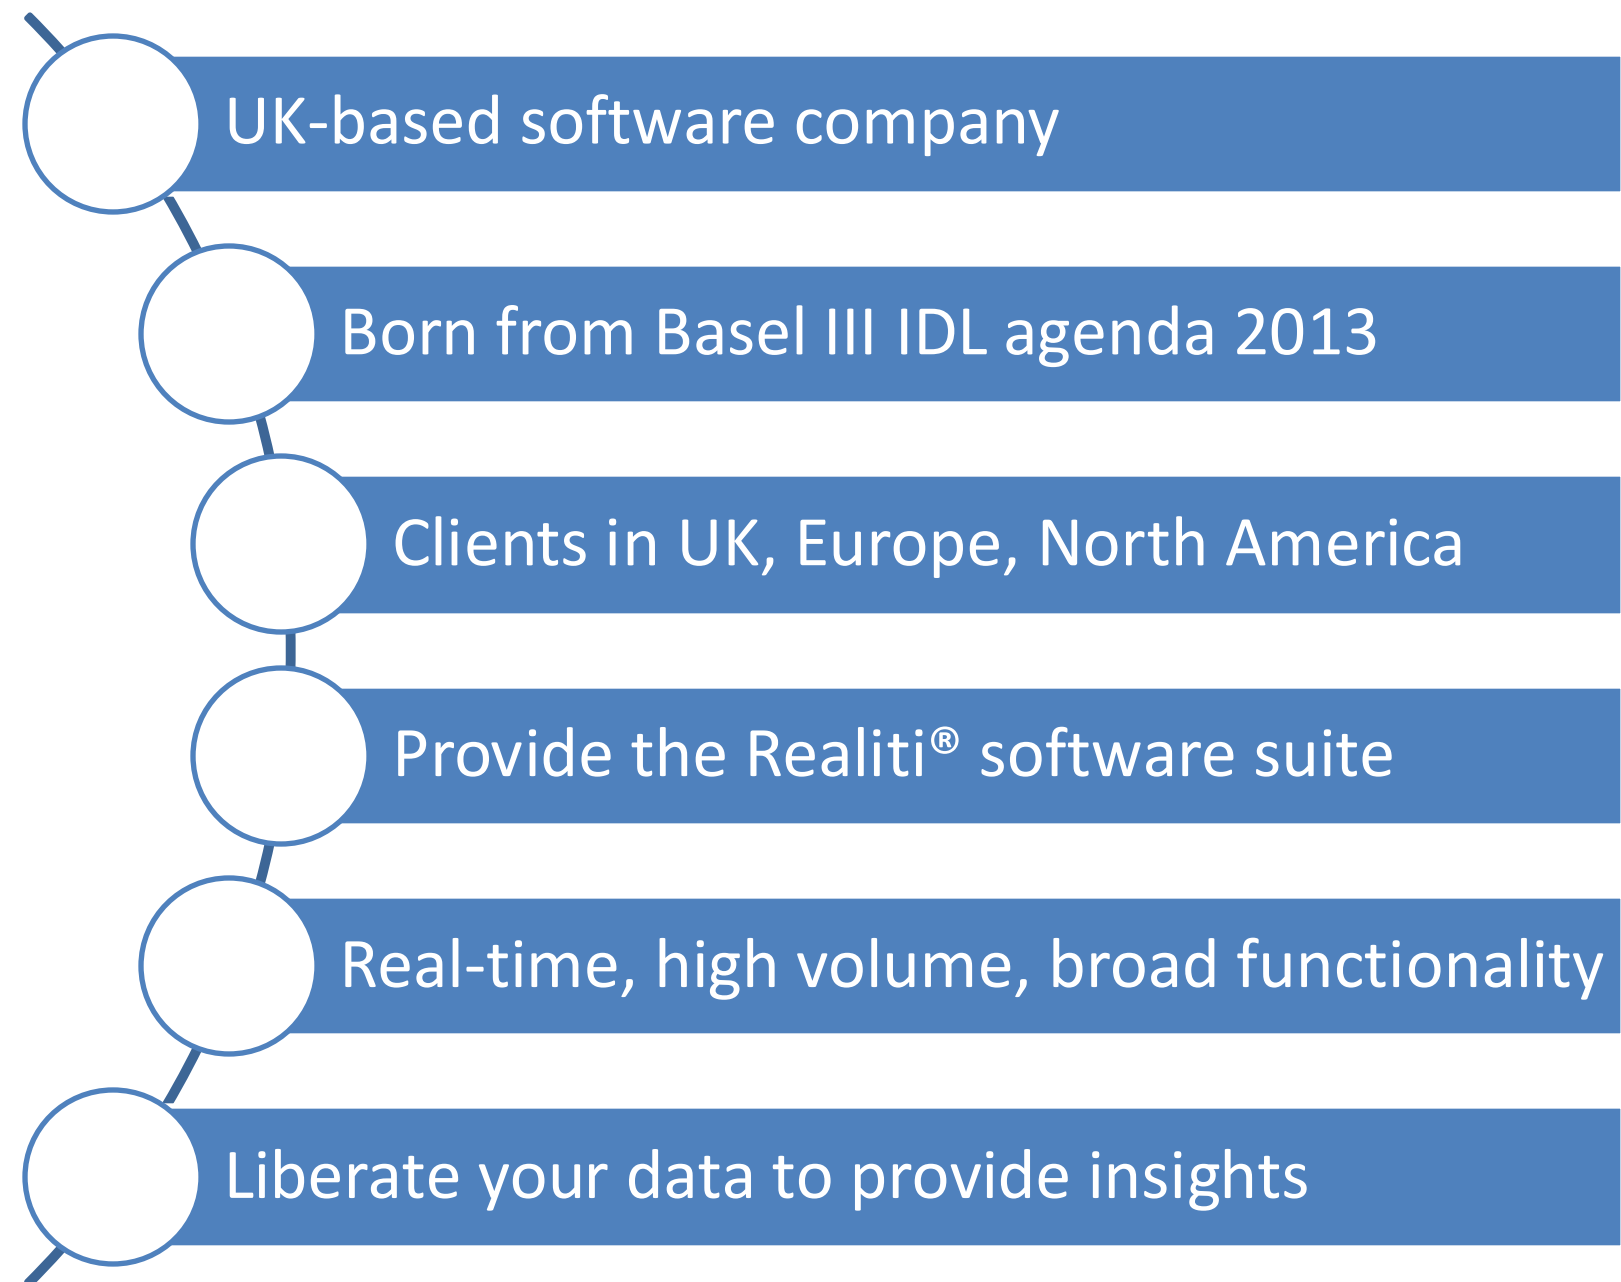 UK-based software company
Born from Basel III IDL agenda 2013
Clients in UK, Europe, North America
Provide the Realiti® software suite
Real-time, high volume, broad functionality
Liberate your data to provide insights